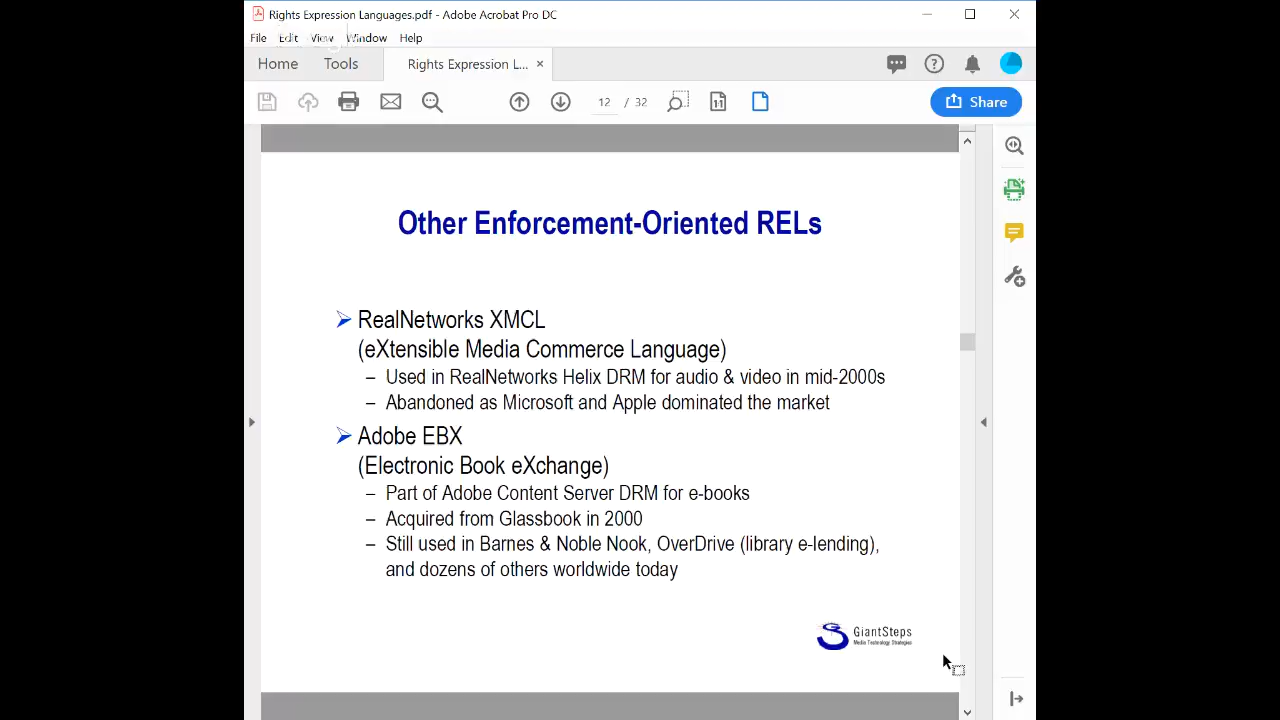 Rights Expression Languages.pdf - Adobe Acrobat Pro DC
File Edit View Window Help
Home Tools Rights Expression L... ×
12 / 32
Share
Other Enforcement-Oriented RELs
➢ RealNetworks XMCL
(eXtensible Media Commerce Language)
– Used in RealNetworks Helix DRM for audio & video in mid-2000s
– Abandoned as Microsoft and Apple dominated the market
➢ Adobe EBX
(Electronic Book eXchange)
– Part of Adobe Content Server DRM for e-books
– Acquired from Glassbook in 2000
– Still used in Barnes & Noble Nook, OverDrive (library e-lending),
and dozens of others worldwide today
GiantSteps
Media Technology Strategies